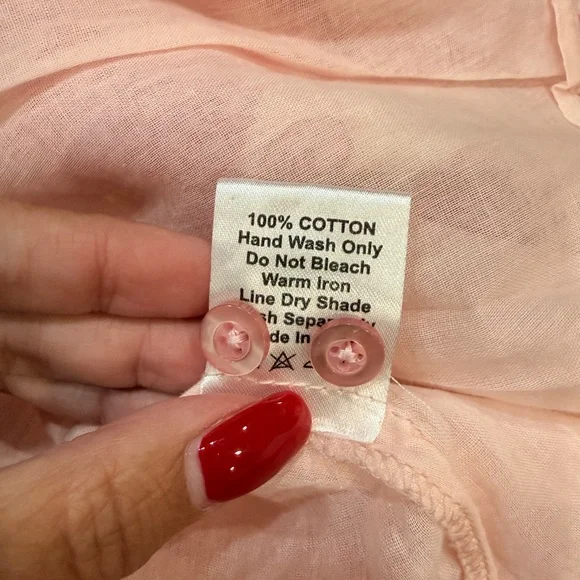 100% COTTON
Hand Wash Only
Do Not Bleach
Warm Iron
Line Dry Shade